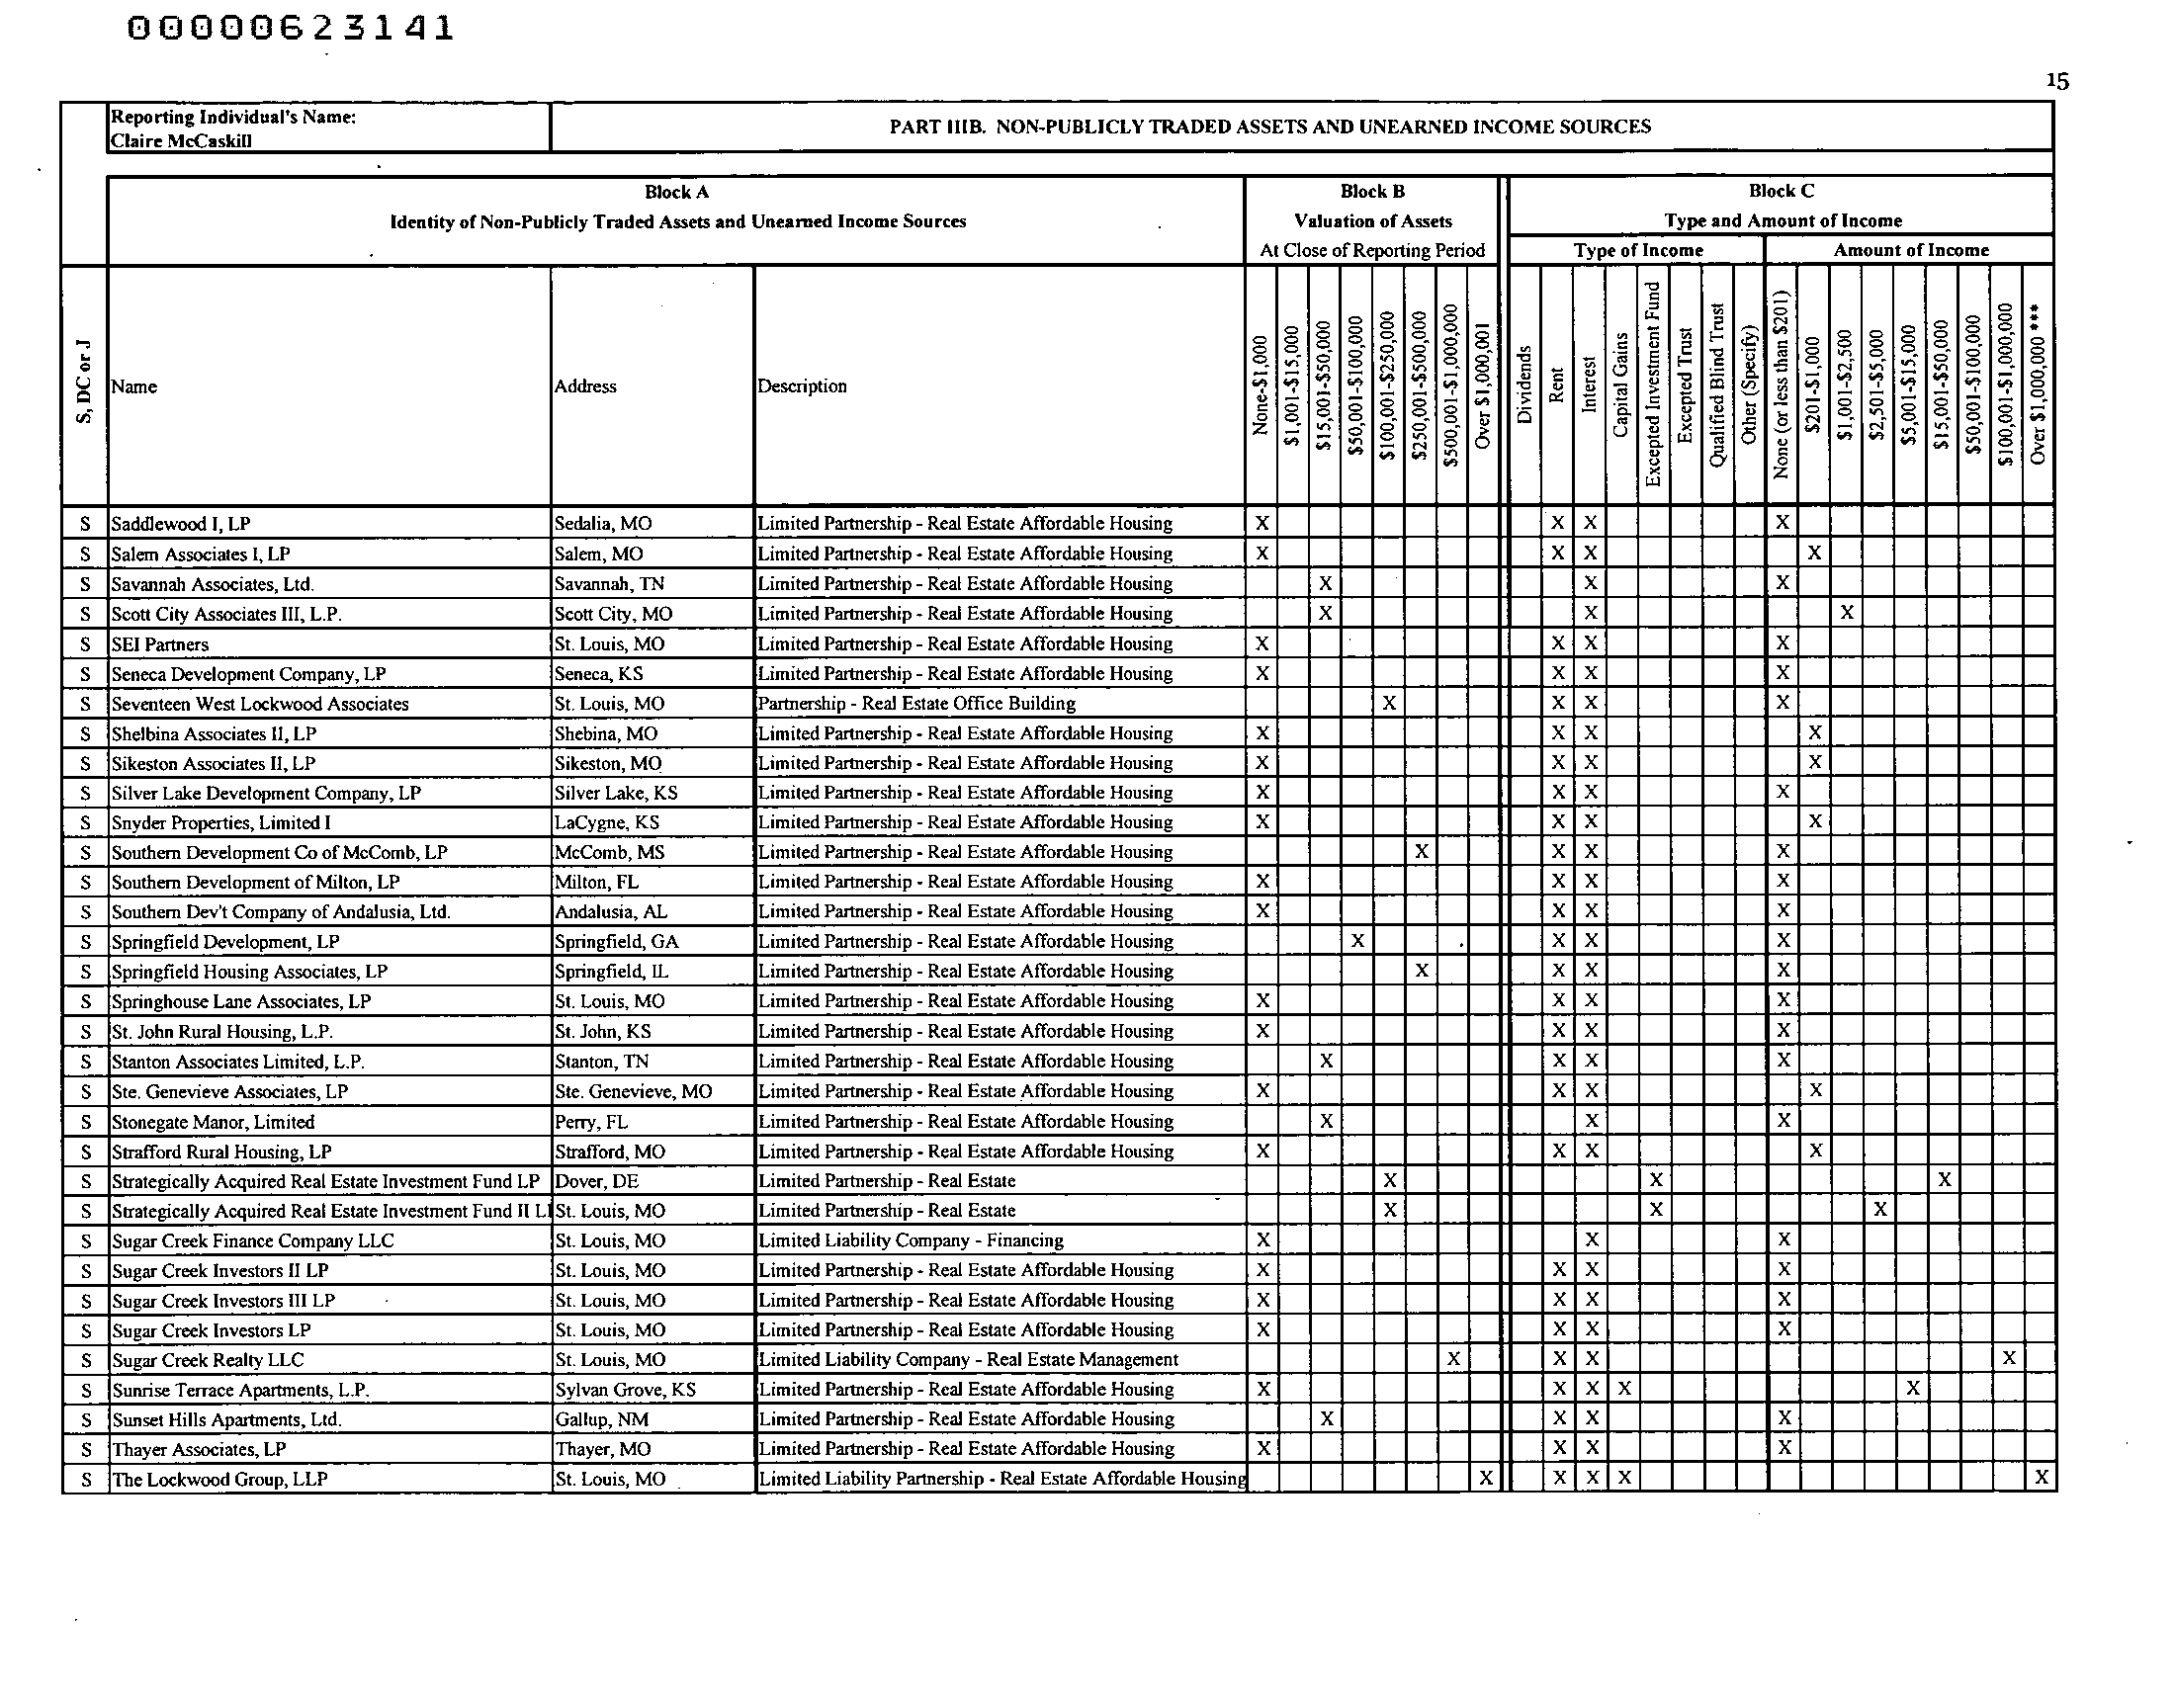 00000623141
15
Reporting Individual's Name:
Claire McCaskill
PART IIIB. NON-PUBLICLY TRADED ASSETS AND UNEARNED INCOME SOURCES
Block A
Identity of Non-Publicly Traded Assets and Unearned Income Sources
Block B
Valuation of Assets
At Close of Reporting Period
Block C
Type and Amount of Income
Type of Income
Amount of Income
S, DC or J
Name
Address
Description
None-$1,000
$1,001-$15,000
$15,001-$50,000
$50,001-$100,000
$100,001-$250,000
$250,001-$500,000
$500,001-$1,000,000
Over $1,000,001
Dividends
Rent
Interest
Capital Gains
Excepted Investment Fund
Excepted Trust
Qualified Blind Trust
Other (Specify)
None (or less than $201)
$201-$1,000
$1,001-$2,500
$2,501-$5,000
$5,001-$15,000
$15,001-$50,000
$50,001-$100,000
$100,001-$1,000,000
Over $1,000,000 ***
S Saddlewood I, LP Sedalia, MO Limited Partnership - Real Estate Affordable Housing X X X X
S Salem Associates I, LP Salem, MO Limited Partnership - Real Estate Affordable Housing X X X X
S Savannah Associates, Ltd. Savannah, TN Limited Partnership - Real Estate Affordable Housing X X X
S Scott City Associates III, L.P. Scott City, MO Limited Partnership - Real Estate Affordable Housing X X X
S SEI Partners St. Louis, MO Limited Partnership - Real Estate Affordable Housing X X X X
S Seneca Development Company, LP Seneca, KS Limited Partnership - Real Estate Affordable Housing X X X X
S Seventeen West Lockwood Associates St. Louis, MO Partnership - Real Estate Office Building X X X X
S Shelbina Associates II, LP Shebina, MO Limited Partnership - Real Estate Affordable Housing X X X X
S Sikeston Associates II, LP Sikeston, MO Limited Partnership - Real Estate Affordable Housing X X X X
S Silver Lake Development Company, LP Silver Lake, KS Limited Partnership - Real Estate Affordable Housing X X X X
S Snyder Properties, Limited I LaCygne, KS Limited Partnership - Real Estate Affordable Housing X X X X
S Southern Development Co of McComb, LP McComb, MS Limited Partnership - Real Estate Affordable Housing X X X X
S Southern Development of Milton, LP Milton, FL Limited Partnership - Real Estate Affordable Housing X X X X
S Southern Dev't Company of Andalusia, Ltd. Andalusia, AL Limited Partnership - Real Estate Affordable Housing X X X X
S Springfield Development, LP Springfield, GA Limited Partnership - Real Estate Affordable Housing X X X X
S Springfield Housing Associates, LP Springfield, IL Limited Partnership - Real Estate Affordable Housing X X X X
S Springhouse Lane Associates, LP St. Louis, MO Limited Partnership - Real Estate Affordable Housing X X X X
S St. John Rural Housing, L.P. St. John, KS Limited Partnership - Real Estate Affordable Housing X X X X
S Stanton Associates Limited, L.P. Stanton, TN Limited Partnership - Real Estate Affordable Housing X X X X
S Ste. Genevieve Associates, LP Ste. Genevieve, MO Limited Partnership - Real Estate Affordable Housing X X X X
S Stonegate Manor, Limited Perry, FL Limited Partnership - Real Estate Affordable Housing X X X
S Strafford Rural Housing, LP Strafford, MO Limited Partnership - Real Estate Affordable Housing X X X X
S Strategically Acquired Real Estate Investment Fund LP Dover, DE Limited Partnership - Real Estate X X X
S Strategically Acquired Real Estate Investment Fund II L St. Louis, MO Limited Partnership - Real Estate X X X
S Sugar Creek Finance Company LLC St. Louis, MO Limited Liability Company - Financing X X X
S Sugar Creek Investors II LP St. Louis, MO Limited Partnership - Real Estate Affordable Housing X X X X
S Sugar Creek Investors III LP St. Louis, MO Limited Partnership - Real Estate Affordable Housing X X X X
S Sugar Creek Investors LP St. Louis, MO Limited Partnership - Real Estate Affordable Housing X X X X
S Sugar Creek Realty LLC St. Louis, MO Limited Liability Company - Real Estate Management X X X X
S Sunrise Terrace Apartments, L.P. Sylvan Grove, KS Limited Partnership - Real Estate Affordable Housing X X X X X
S Sunset Hills Apartments, Ltd. Gallup, NM Limited Partnership - Real Estate Affordable Housing X X X X
S Thayer Associates, LP Thayer, MO Limited Partnership - Real Estate Affordable Housing X X X X
S The Lockwood Group, LLP St. Louis, MO Limited Liability Partnership - Real Estate Affordable Housing X X X X X